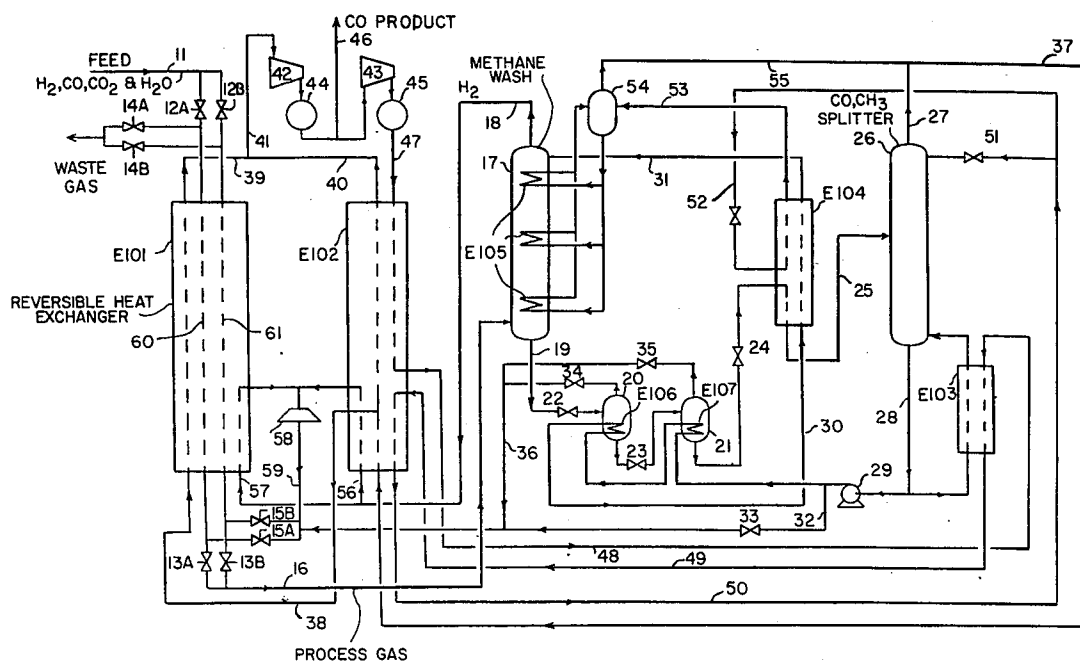 CO PRODUCT
FEED
11
H2,CO,CO2 & H2O
12A
12B
14A
14B
WASTE
GAS
41
42
44
46
43
45
47
39
40
H2
18
METHANE
WASH
17
54
55
53
37
CO,CH3
SPLITTER
26
27
51
31
52
E104
E101
REVERSIBLE HEAT
EXCHANGER
60
61
E102
E105
25
19
35
34
20
E106
E107
24
22
23
21
28
E103
58
36
30
59
57
56
29
15B
15A
33
32
13A
13B
16
48
49
50
38
PROCESS GAS